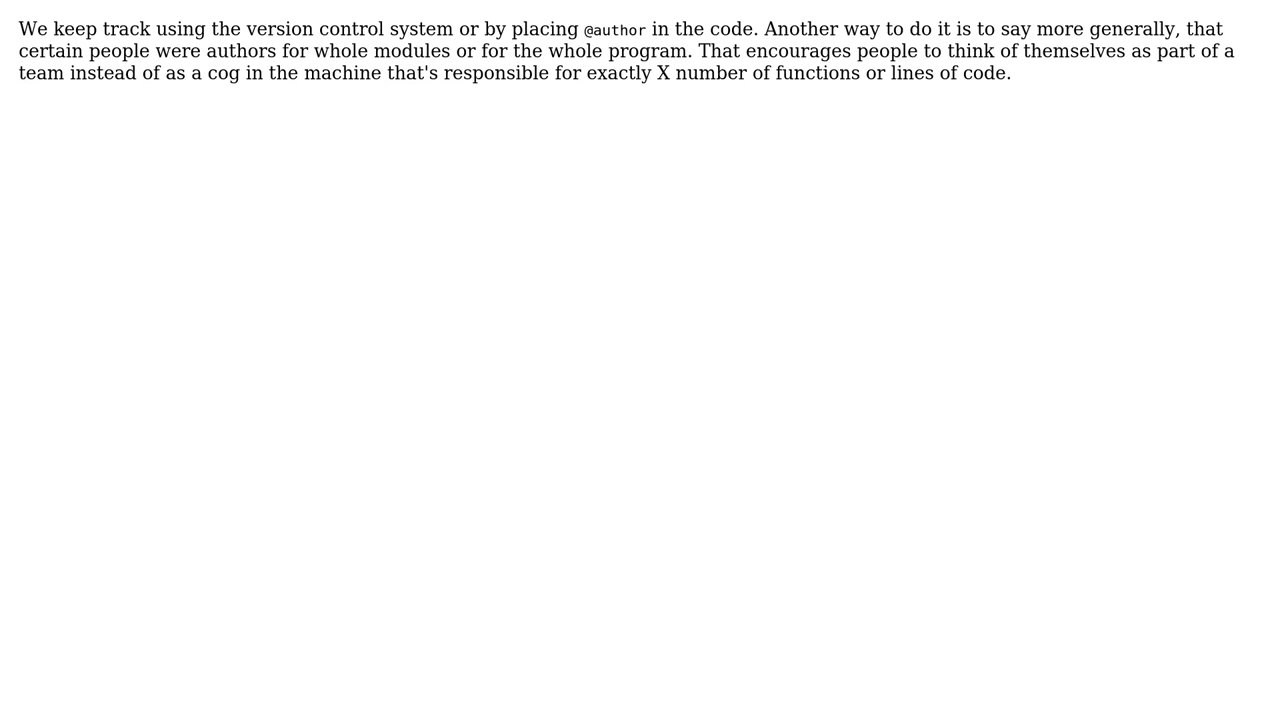 We keep track using the version control system or by placing @author in the code. Another way to do it is to say more generally, that
certain people were authors for whole modules or for the whole program. That encourages people to think of themselves as part of a
team instead of as a cog in the machine that's responsible for exactly X number of functions or lines of code.